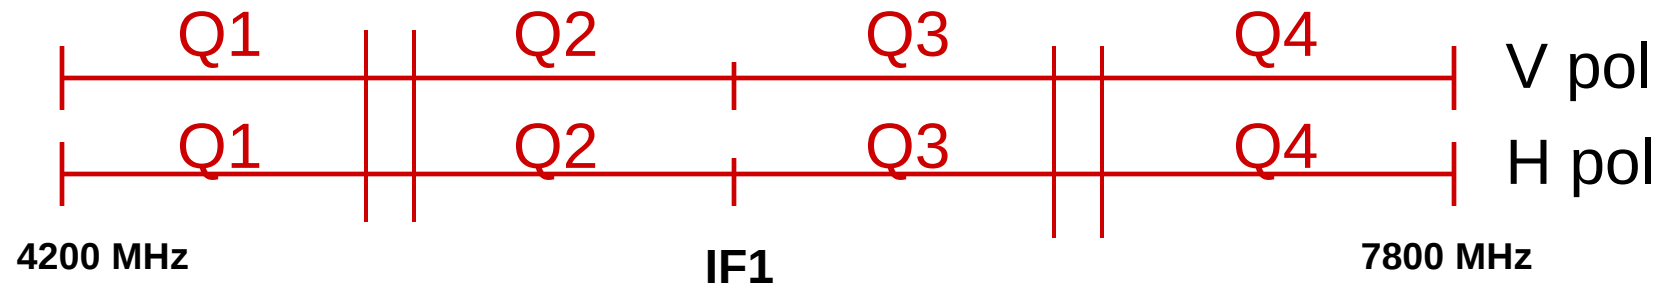 Q1 Q2 Q3 Q4 V pol
Q1 Q2 Q3 Q4 H pol
4200 MHz IF1 7800 MHz